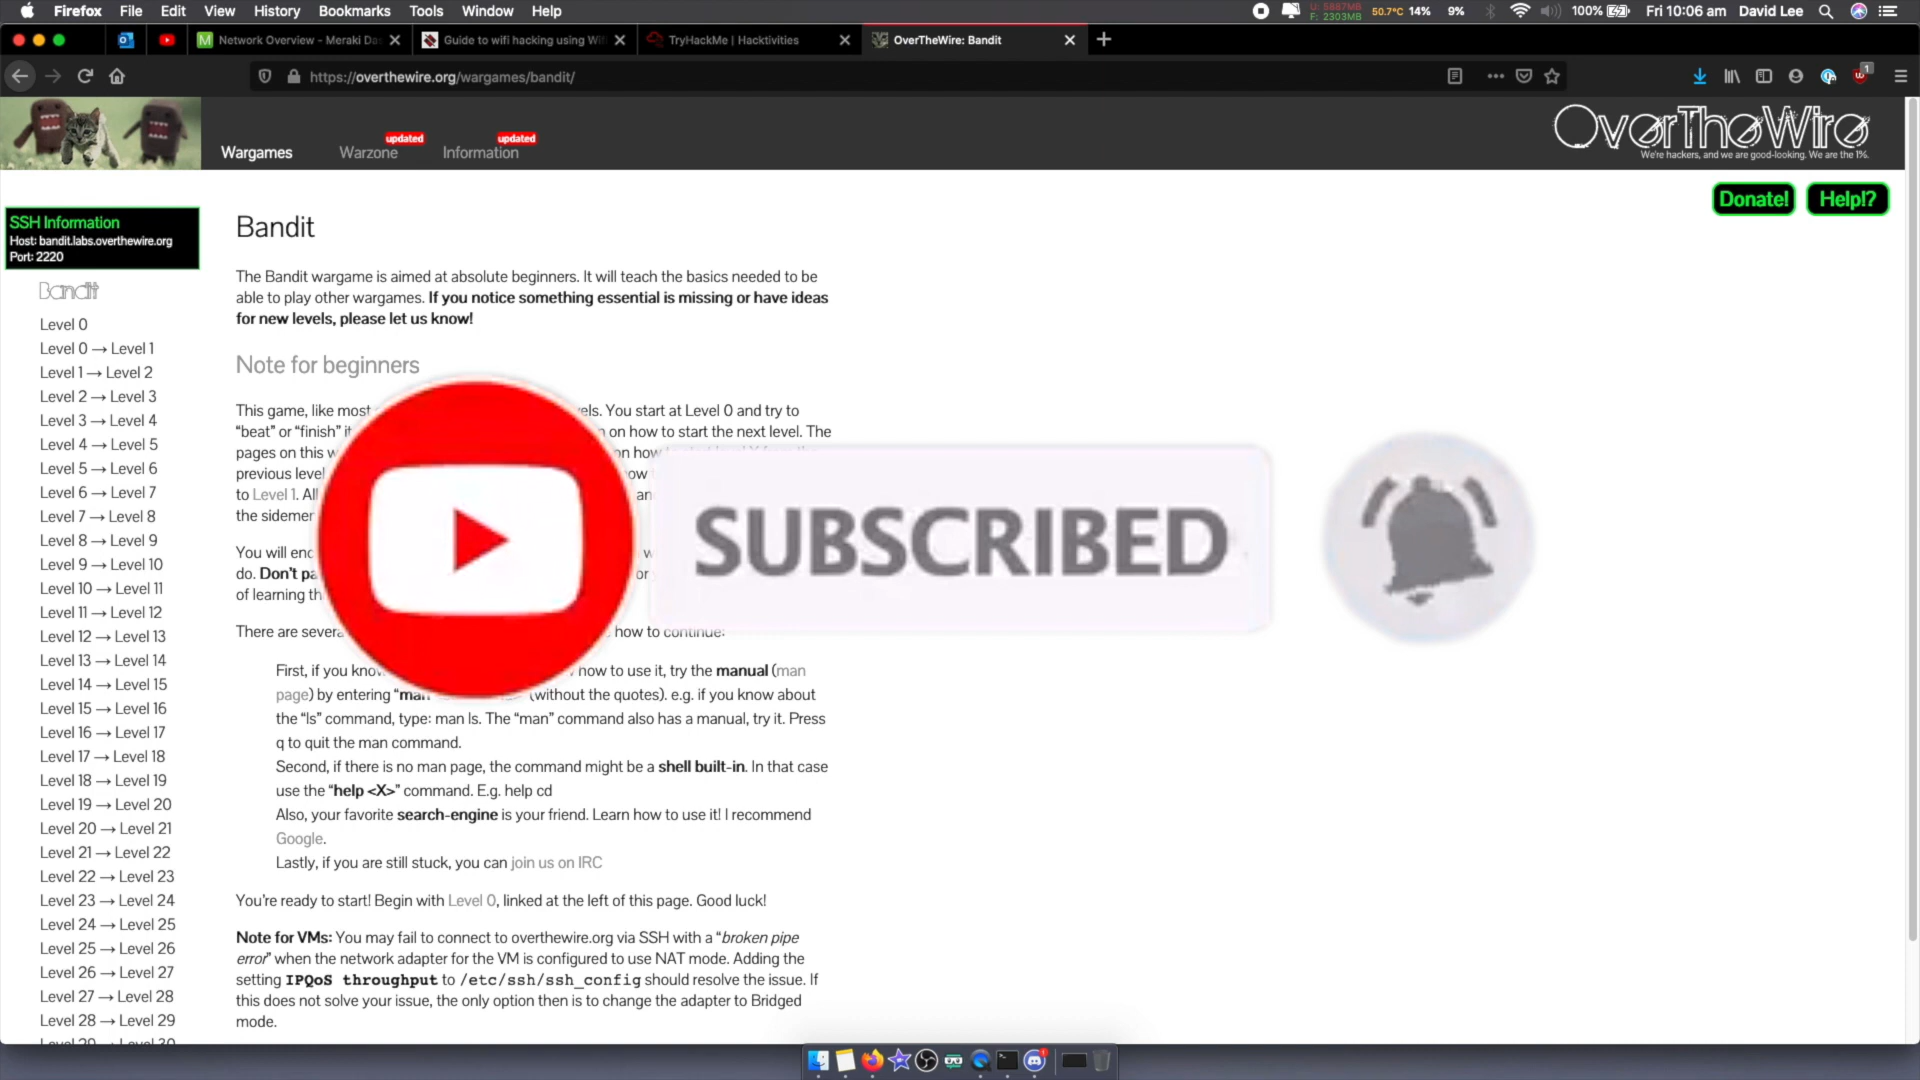 Firefox File Edit View History Bookmarks Tools Window Help
U: 5887MB
F: 2303MB
50.7°C 14% 9% 100% Fri 10:06 am David Lee
Network Overview - Meraki Da
Guide to wifi hacking using Wi
TryHackMe | Hacktivities
OverTheWire: Bandit
https://overthewire.org/wargames/bandit/
1
Wargames
Warzone
updated
Information
updated
OverTheWire
We're hackers, and we are good-looking. We are the 1%.
Donate!
Help!?
SSH Information
Host: bandit.labs.overthewire.org
Port: 2220
Bandit
Level 0
Level 0 → Level 1
Level 1 → Level 2
Level 2 → Level 3
Level 3 → Level 4
Level 4 → Level 5
Level 5 → Level 6
Level 6 → Level 7
Level 7 → Level 8
Level 8 → Level 9
Level 9 → Level 10
Level 10 → Level 11
Level 11 → Level 12
Level 12 → Level 13
Level 13 → Level 14
Level 14 → Level 15
Level 15 → Level 16
Level 16 → Level 17
Level 17 → Level 18
Level 18 → Level 19
Level 19 → Level 20
Level 20 → Level 21
Level 21 → Level 22
Level 22 → Level 23
Level 23 → Level 24
Level 24 → Level 25
Level 25 → Level 26
Level 26 → Level 27
Level 27 → Level 28
Level 28 → Level 29
Bandit
The Bandit wargame is aimed at absolute beginners. It will teach the basics needed to be
able to play other wargames. If you notice something essential is missing or have ideas
for new levels, please let us know!
Note for beginners
This game, like most els. You start at Level 0 and try to
"beat" or "finish" i on how to start the next level. The
pages on this on how
previous level
to Level 1. All
the sidemen
You will
do. Don't or
of learning th
There are several how to continue:
First, if you know how to use it, try the manual (man
page) by entering "man (without the quotes). e.g. if you know about
the "ls" command, type: man ls. The "man" command also has a manual, try it. Press
q to quit the man command.
Second, if there is no man page, the command might be a shell built-in. In that case
use the "help <X>" command. E.g. help cd
Also, your favorite search-engine is your friend. Learn how to use it! I recommend
Google.
Lastly, if you are still stuck, you can join us on IRC
You're ready to start! Begin with Level 0, linked at the left of this page. Good luck!
Note for VMs: You may fail to connect to overthewire.org via SSH with a "broken pipe
error" when the network adapter for the VM is configured to use NAT mode. Adding the
setting IPQoS throughput to /etc/ssh/ssh_config should resolve the issue. If
this does not solve your issue, the only option then is to change the adapter to Bridged
mode.
SUBSCRIBED